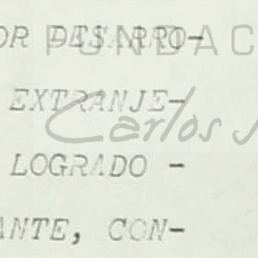 OR DESARRO-
FUNDAC
EXTRANJE-
Carlos
LOGRADO -
ANTE, CON-